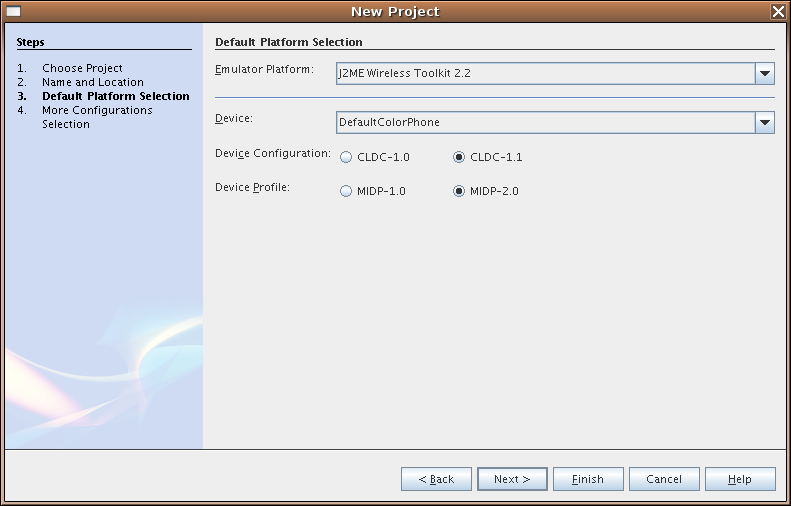 New Project
Steps
1. Choose Project
2. Name and Location
3. Default Platform Selection
4. More Configurations
Selection
Default Platform Selection
Emulator Platform: J2ME Wireless Toolkit 2.2
Device: DefaultColorPhone
Device Configuration: CLDC-1.0 CLDC-1.1
Device Profile: MIDP-1.0 MIDP-2.0
< Back Next > Finish Cancel Help